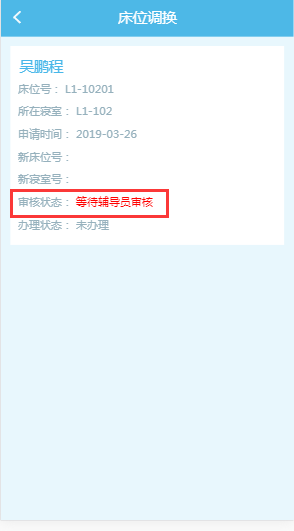 床位调换
吴鹏程
床位号： L1-10201
所在寝室： L1-102
申请时间： 2019-03-26
新床位号：
新寝室号：
审核状态： 等待辅导员审核
办理状态： 未办理